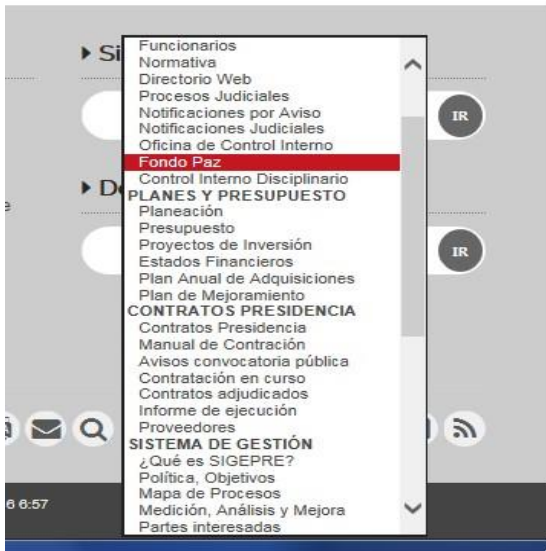 Si
Funcionarios
Normativa
Directorio Web
Procesos Judiciales
Notificaciones por Aviso
Notificaciones Judiciales
Oficina de Control Interno
Fondo Paz
Control Interno Disciplinario
PLANES Y PRESUPUESTO
Planeación
Presupuesto
Proyectos de Inversión
Estados Financieros
Plan Anual de Adquisiciones
Plan de Mejoramiento
CONTRATOS PRESIDENCIA
Contratos Presidencia
Manual de Contración
Avisos convocatoria pública
Contratación en curso
Contratos adjudicados
Informe de ejecución
Proveedores
SISTEMA DE GESTIÓN
¿Qué es SIGEPRE?
Política, Objetivos
Mapa de Procesos
Medición, Análisis y Mejora
Partes interesadas
IR
IR
6 6:57